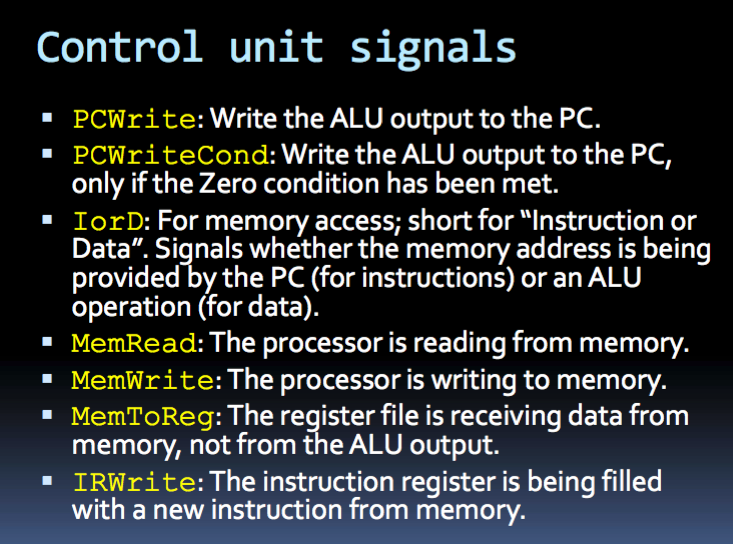 Control unit signals
▪ PCWrite: Write the ALU output to the PC.
▪ PCWriteCond: Write the ALU output to the PC,
only if the Zero condition has been met.
▪ IorD: For memory access; short for “Instruction or
Data”. Signals whether the memory address is being
provided by the PC (for instructions) or an ALU
operation (for data).
▪ MemRead: The processor is reading from memory.
▪ MemWrite: The processor is writing to memory.
▪ MemToReg: The register file is receiving data from
memory, not from the ALU output.
▪ IRWrite: The instruction register is being filled
with a new instruction from memory.